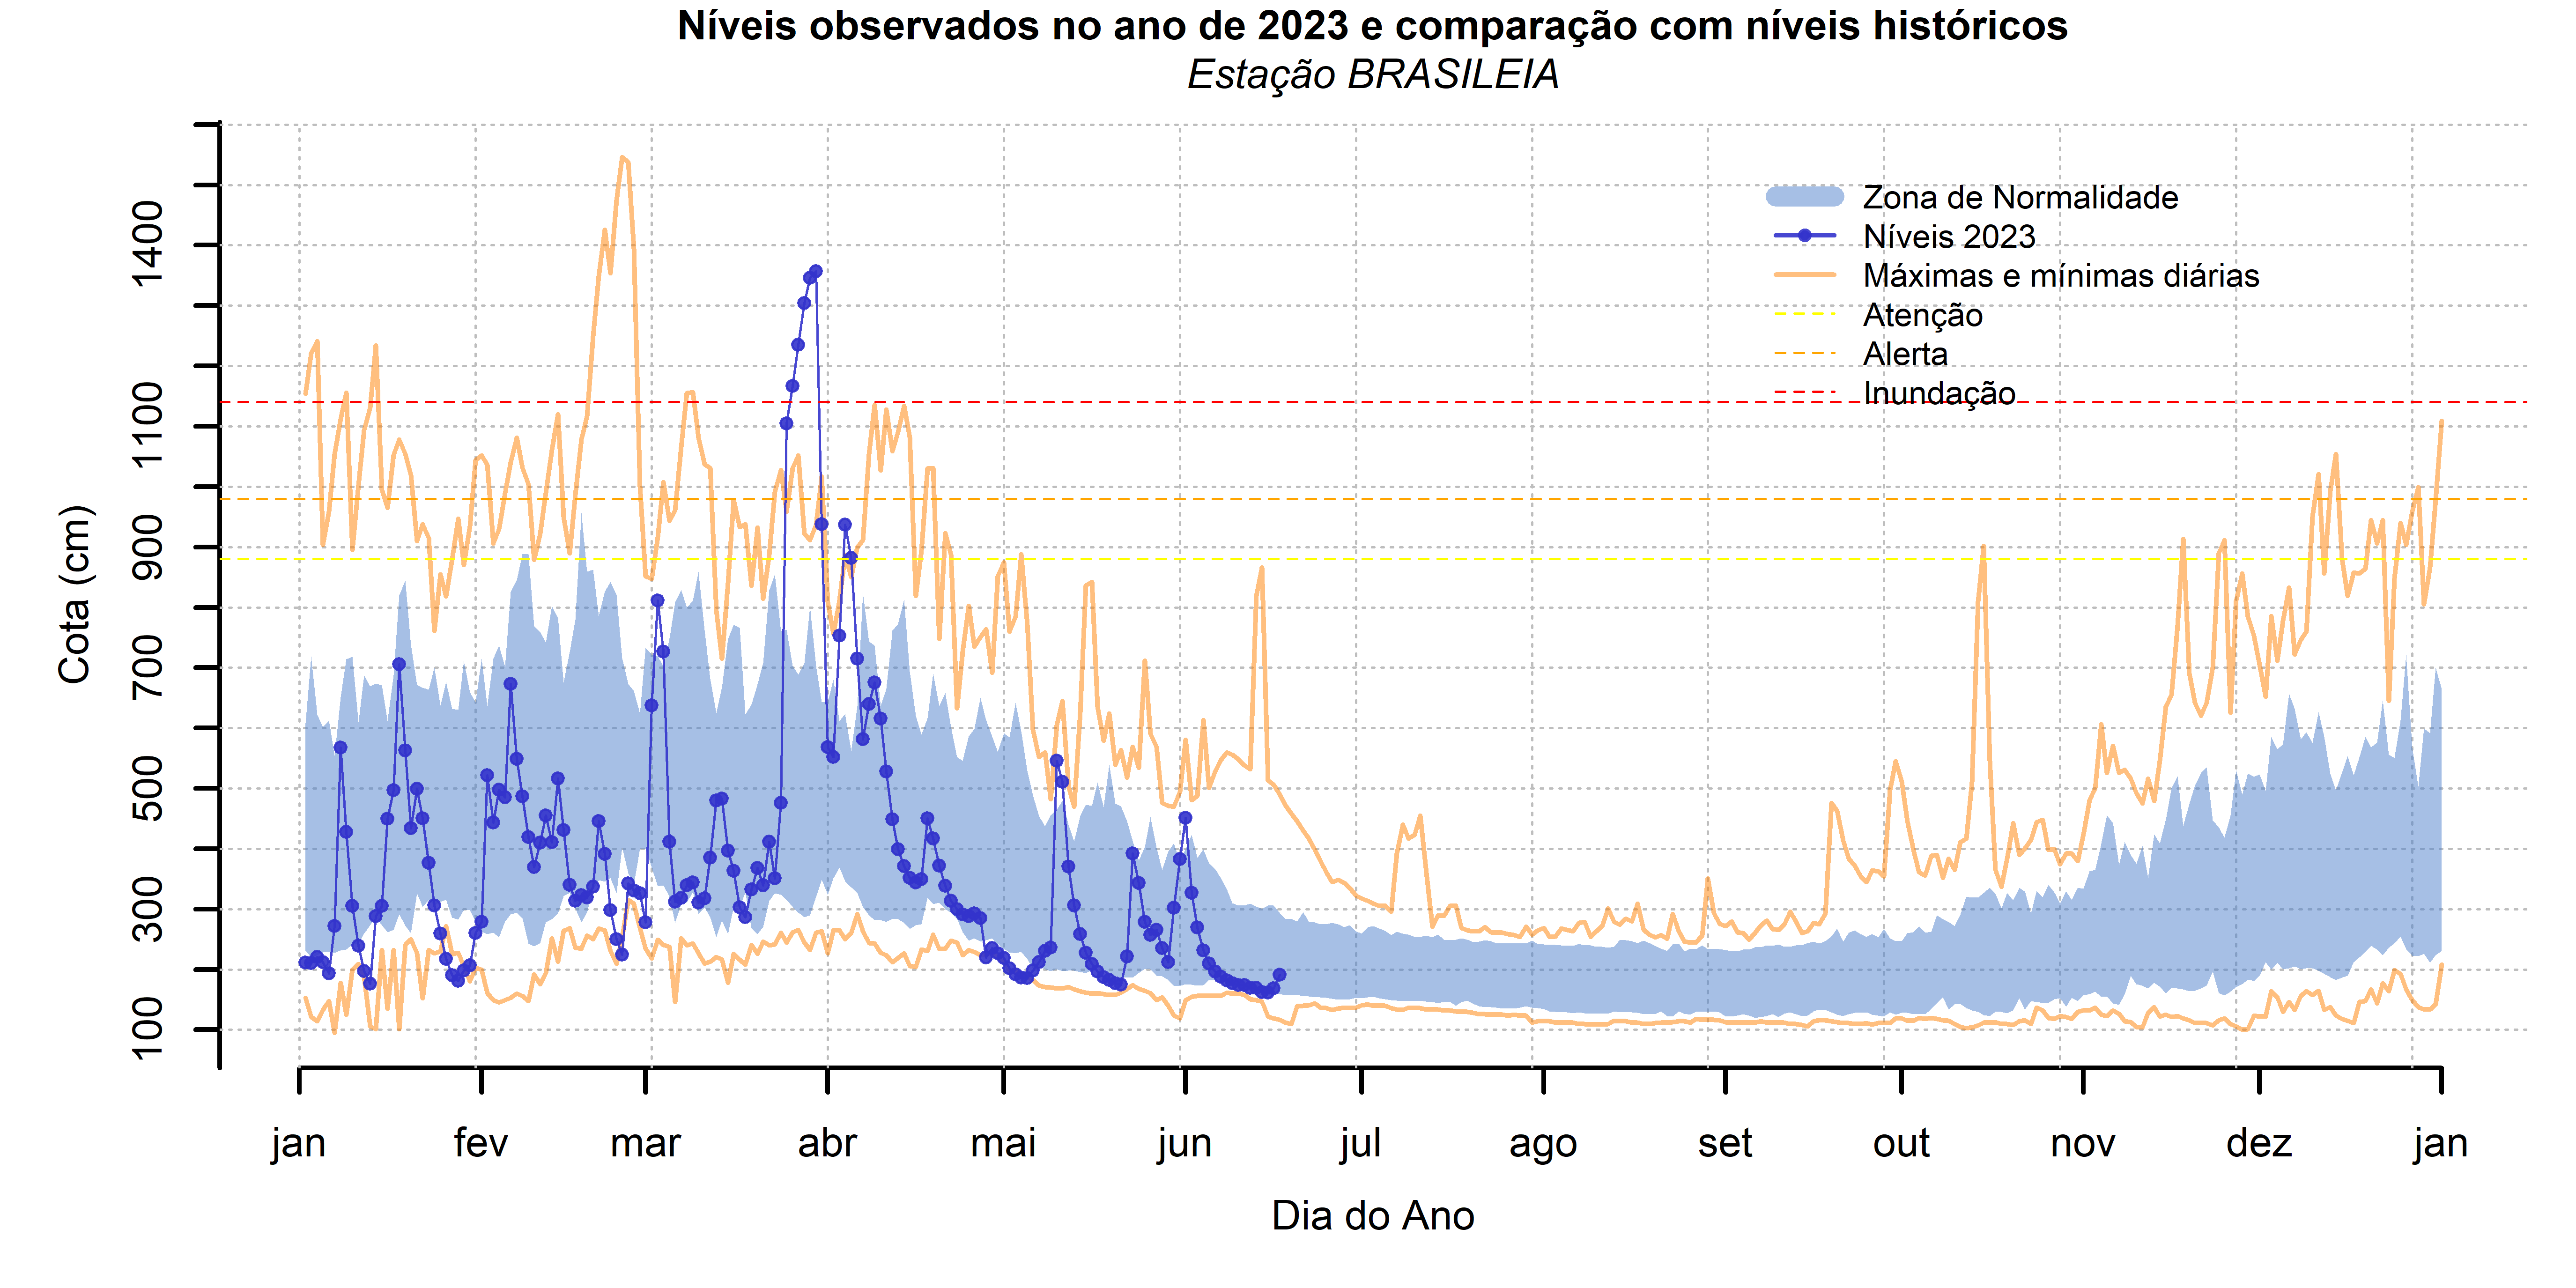 Níveis observados no ano de 2023 e comparação com níveis históricos
Estação BRASILEIA
Cota (cm)
1400
1100
900
700
500
300
100
Zona de Normalidade
Níveis 2023
Máximas e mínimas diárias
Atenção
Alerta
Inundação
jan fev mar abr mai jun jul ago set out nov dez jan
Dia do Ano